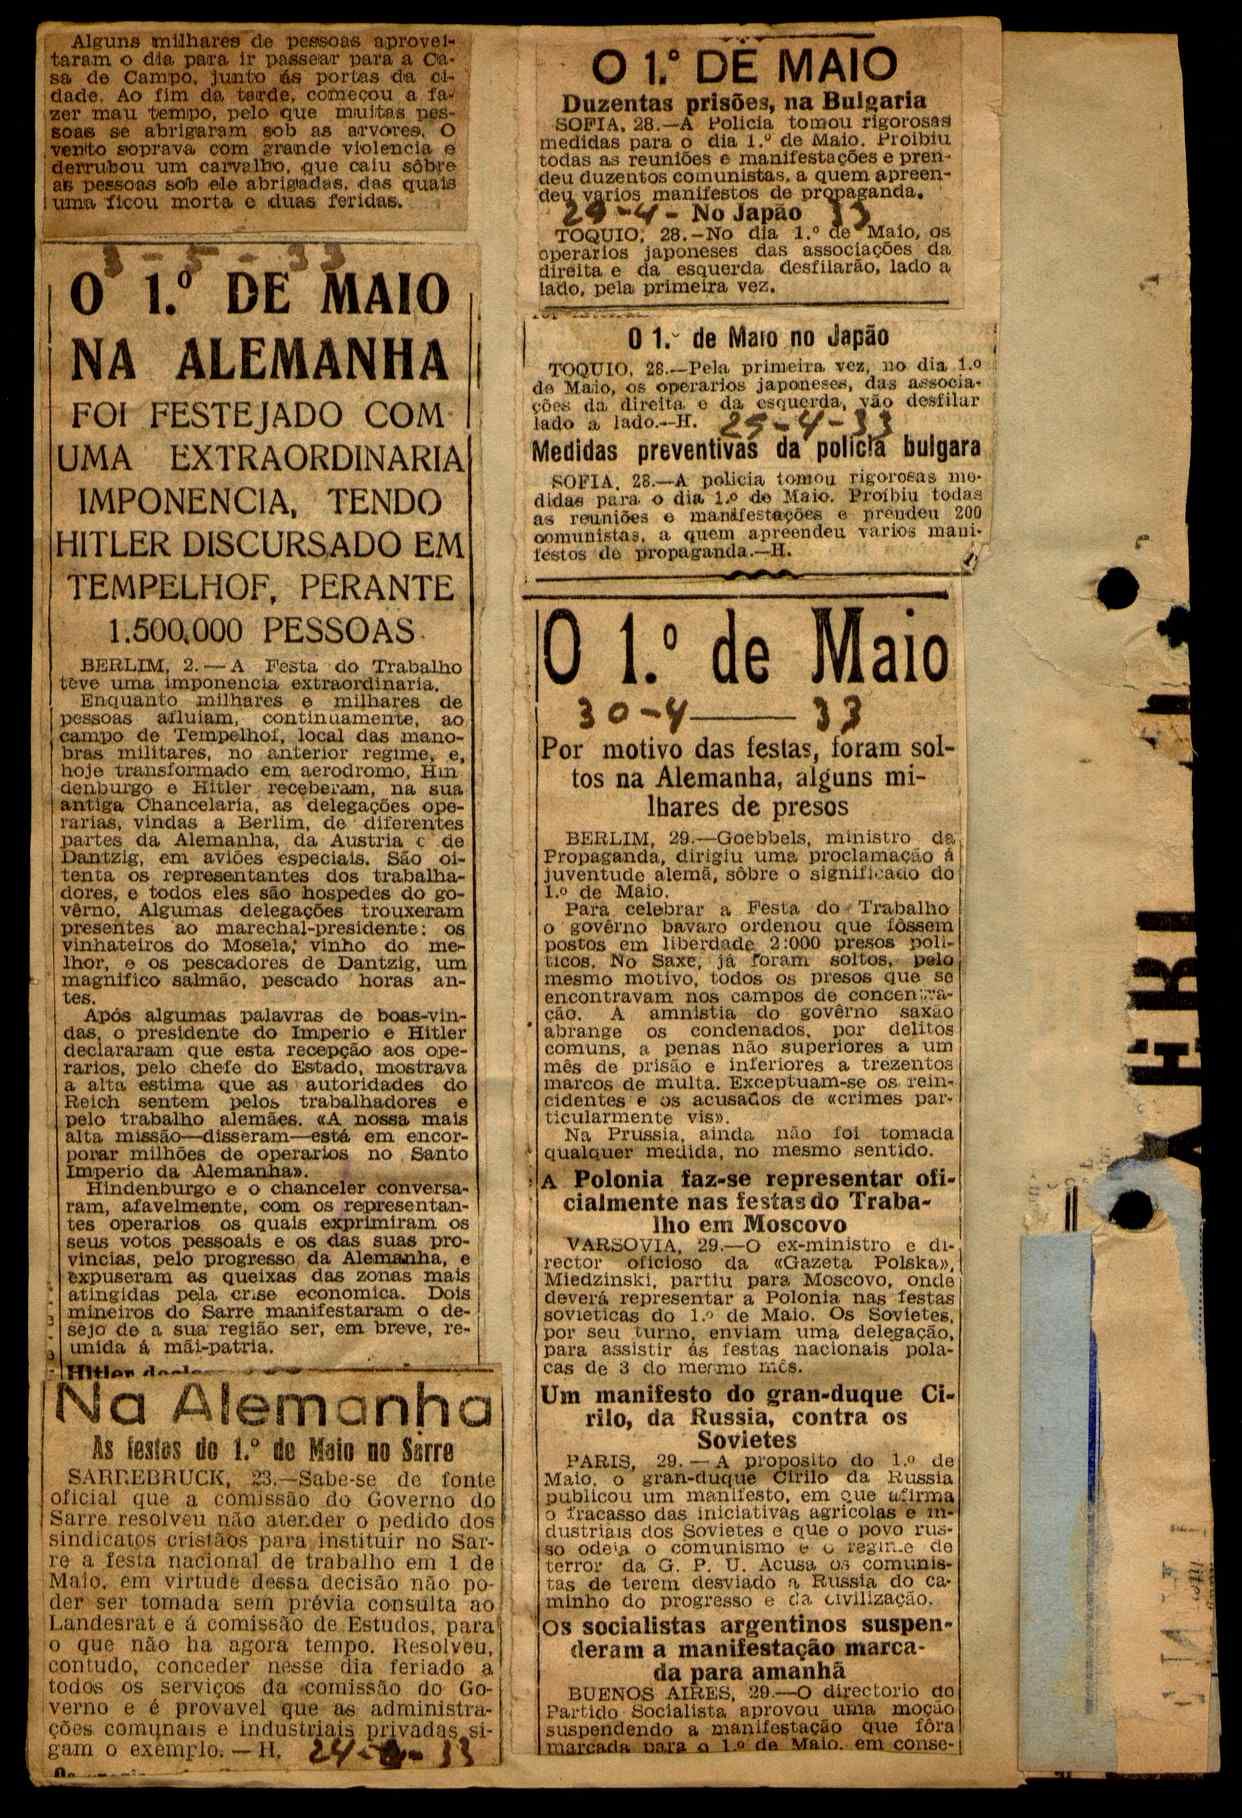 Alguns milhares de pessoas aprovei-
taram o dia para ir passear para a Ca-
sa de Campo, junto ás portas da ci-
dade. Ao fim da tarde, começou a fa-
zer mau tempo, pelo que muitas pes-
soas se abrigaram sob as arvores. O
vento soprava com grande violencia e
derrubou um carvalho, que caiu sôbre
as pessoas sob ele abrigadas, das quais
uma ficou morta e duas feridas.
3-5-33
O 1.º DE MAIO
NA ALEMANHA
FOI FESTEJADO COM
UMA EXTRAORDINARIA
IMPONENCIA, TENDO
HITLER DISCURSADO EM
TEMPELHOF, PERANTE
1.500,000 PESSOAS
BERLIM, 2.—A Festa do Trabalho
teve uma imponencia extraordinaria.
Enquanto milhares e milhares de
pessoas afluiam, continuamente, ao
campo de Tempelhof, local das mano-
bras militares, no anterior regime, e,
hoje transformado em aerodromo, Hin
denburgo e Hitler receberam, na sua
antiga Chancelaria, as delegações ope-
rarias, vindas a Berlim, de diferentes
partes da Alemanha, da Austria e de
Dantzig, em aviões especiais. São oi-
tenta os representantes dos trabalha-
dores, e todos eles são hospedes do go-
vêrno. Algumas delegações trouxeram
presentes ao marechal-presidente: os
vinhateiros do Mosela, vinho do me-
lhor, e os pescadores de Dantzig, um
magnifico salmão, pescado horas an-
tes.
Após algumas palavras de boas-vin-
das, o presidente do Imperio e Hitler
declararam que esta recepção aos ope-
rarios, pelo chefe do Estado, mostrava
a alta estima que as autoridades do
Reich sentem pelos trabalhadores e
pelo trabalho alemães. «A nossa mais
alta missão—disseram—está em encor-
porar milhões de operarios no Santo
Imperio da Alemanha».
Hindenburgo e o chanceler conversa-
ram, afavelmente, com os representan-
tes operarios os quais exprimiram os
seus votos pessoais e os das suas pro-
vincias, pelo progresso da Alemanha, e
expuseram as queixas das zonas mais
atingidas pela crise economica. Dois
mineiros do Sarre manifestaram o de-
sejo de a sua região ser, em breve, re-
unida á mãi-patria.
Hitler
Na Alemanha
As festas do 1.º de Maio no Sarre
SARREBRUCK, 23.—Sabe-se de fonte
oficial que a comissão do Governo do
Sarre resolveu não atender o pedido dos
sindicatos cristãos para instituir no Sar-
re a festa nacional de trabalho em 1 de
Maio, em virtude dessa decisão não po-
der ser tomada sem prévia consulta ao
Landesrat e á comissão de Estudos, para
o que não ha agora tempo. Resolveu,
contudo, conceder nesse dia feriado a
todos os serviços da comissão do Go-
verno e é provavel que as administra-
ções comunais e industriais privadas si-
gam o exemplo. — H.
24-4-33
O 1.º DE MAIO
Duzentas prisões, na Bulgaria
SOFIA, 28.—A Policia tomou rigorosas
medidas para o dia 1.º de Maio. Proibiu
todas as reuniões e manifestações e pren-
deu duzentos comunistas, a quem apreen-
deu varios manifestos de propaganda.
29-4- No Japão 33
TOQUIO, 28.—No dia 1.º de Maio, os
operarios japoneses das associações da
direita e da esquerda desfilarão, lado a
lado, pela primeira vez.
O 1.º de Maio no Japão
TOQUIO, 28.—Pela primeira vez, no dia 1.º
de Maio, os operarios japoneses, das associa-
ções da direita e da esquerda, vão desfilar
lado a lado.—H. 29-4-33
Medidas preventivas da policia bulgara
SOFIA, 28.—A policia tomou rigorosas me-
didas para o dia 1.º de Maio. Proïbiu todas
as reuniões e manifestações e prendeu 200
comunistas, a quem apreendeu varios mani-
festos de propaganda.—H.
O 1.º de Maio
30-4—33
Por motivo das festas, foram sol-
tos na Alemanha, alguns mi-
lhares de presos
BERLIM, 29.—Goebbels, ministro da
Propaganda, dirigiu uma proclamação á
juventude alemã, sôbre o significado do
1.º de Maio.
Para celebrar a Festa do Trabalho
o govêrno bavaro ordenou que fôssem
postos em liberdade 2:000 presos poli-
ticos. No Saxe, já foram soltos, pelo
mesmo motivo, todos os presos que se
encontravam nos campos de concentra-
ção. A amnistia do govêrno saxão
abrange os condenados, por delitos
comuns, a penas não superiores a um
mês de prisão e inferiores a trezentos
marcos de multa. Exceptuam-se os rein-
cidentes e os acusados de «crimes par-
ticularmente vis».
Na Prussia, ainda não foi tomada
qualquer medida, no mesmo sentido.
A Polonia faz-se representar ofi-
cialmente nas festas do Traba-
lho em Moscovo
VARSOVIA, 29.—O ex-ministro e di-
rector oficioso da «Gazeta Polska»,
Miedzinski, partiu para Moscovo, onde
deverá representar a Polonia nas festas
sovieticas do 1.º de Maio. Os Sovietes,
por seu turno, enviam uma delegação,
para assistir ás festas nacionais pola-
cas de 3 do mesmo mês.
Um manifesto do gran-duque Ci-
rilo, da Russia, contra os
Sovietes
PARIS, 29. — A proposito do 1.º de
Maio, o gran-duque Cirilo da Russia
publicou um manifesto, em que afirma
o fracasso das iniciativas agricolas e in-
dustriais dos Sovietes e que o povo rus-
so odeia o comunismo e o regime de
terror da G. P. U. Acusa os comunis-
tas de terem desviado a Russia do ca-
minho do progresso e da civilização.
Os socialistas argentinos suspen-
deram a manifestação marca-
da para amanhã
BUENOS AIRES, 29.—O directorio do
Partido Socialista aprovou uma moção
suspendendo a manifestação que fôra
marcada para o 1.º de Maio, em conse-